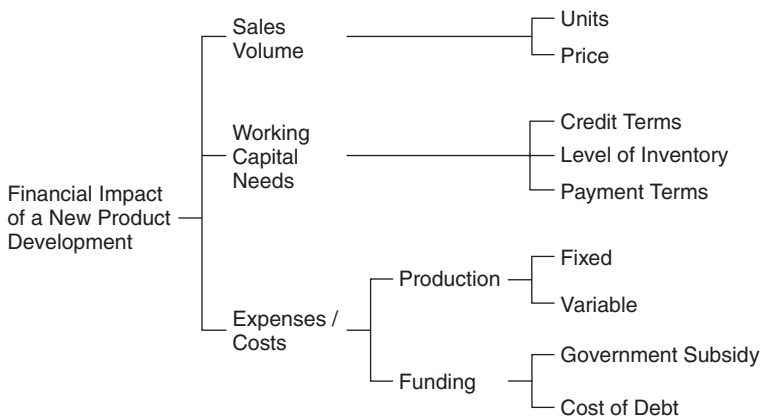 Financial Impact
of a New Product
Development
Sales
Volume
Units
Price
Working
Capital
Needs
Credit Terms
Level of Inventory
Payment Terms
Expenses /
Costs
Production
Fixed
Variable
Funding
Government Subsidy
Cost of Debt